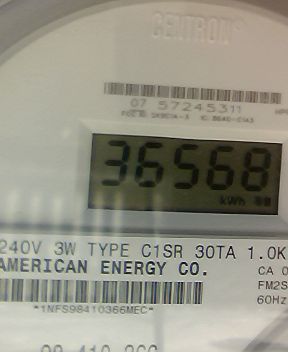 CENTRON
07 57245311
36568
kWh
240V 3W TYPE C1SR 30TA 1.0K
AMERICAN ENERGY CO.
CA 0
FM2S
60Hz
*1NFS98410366MEC*